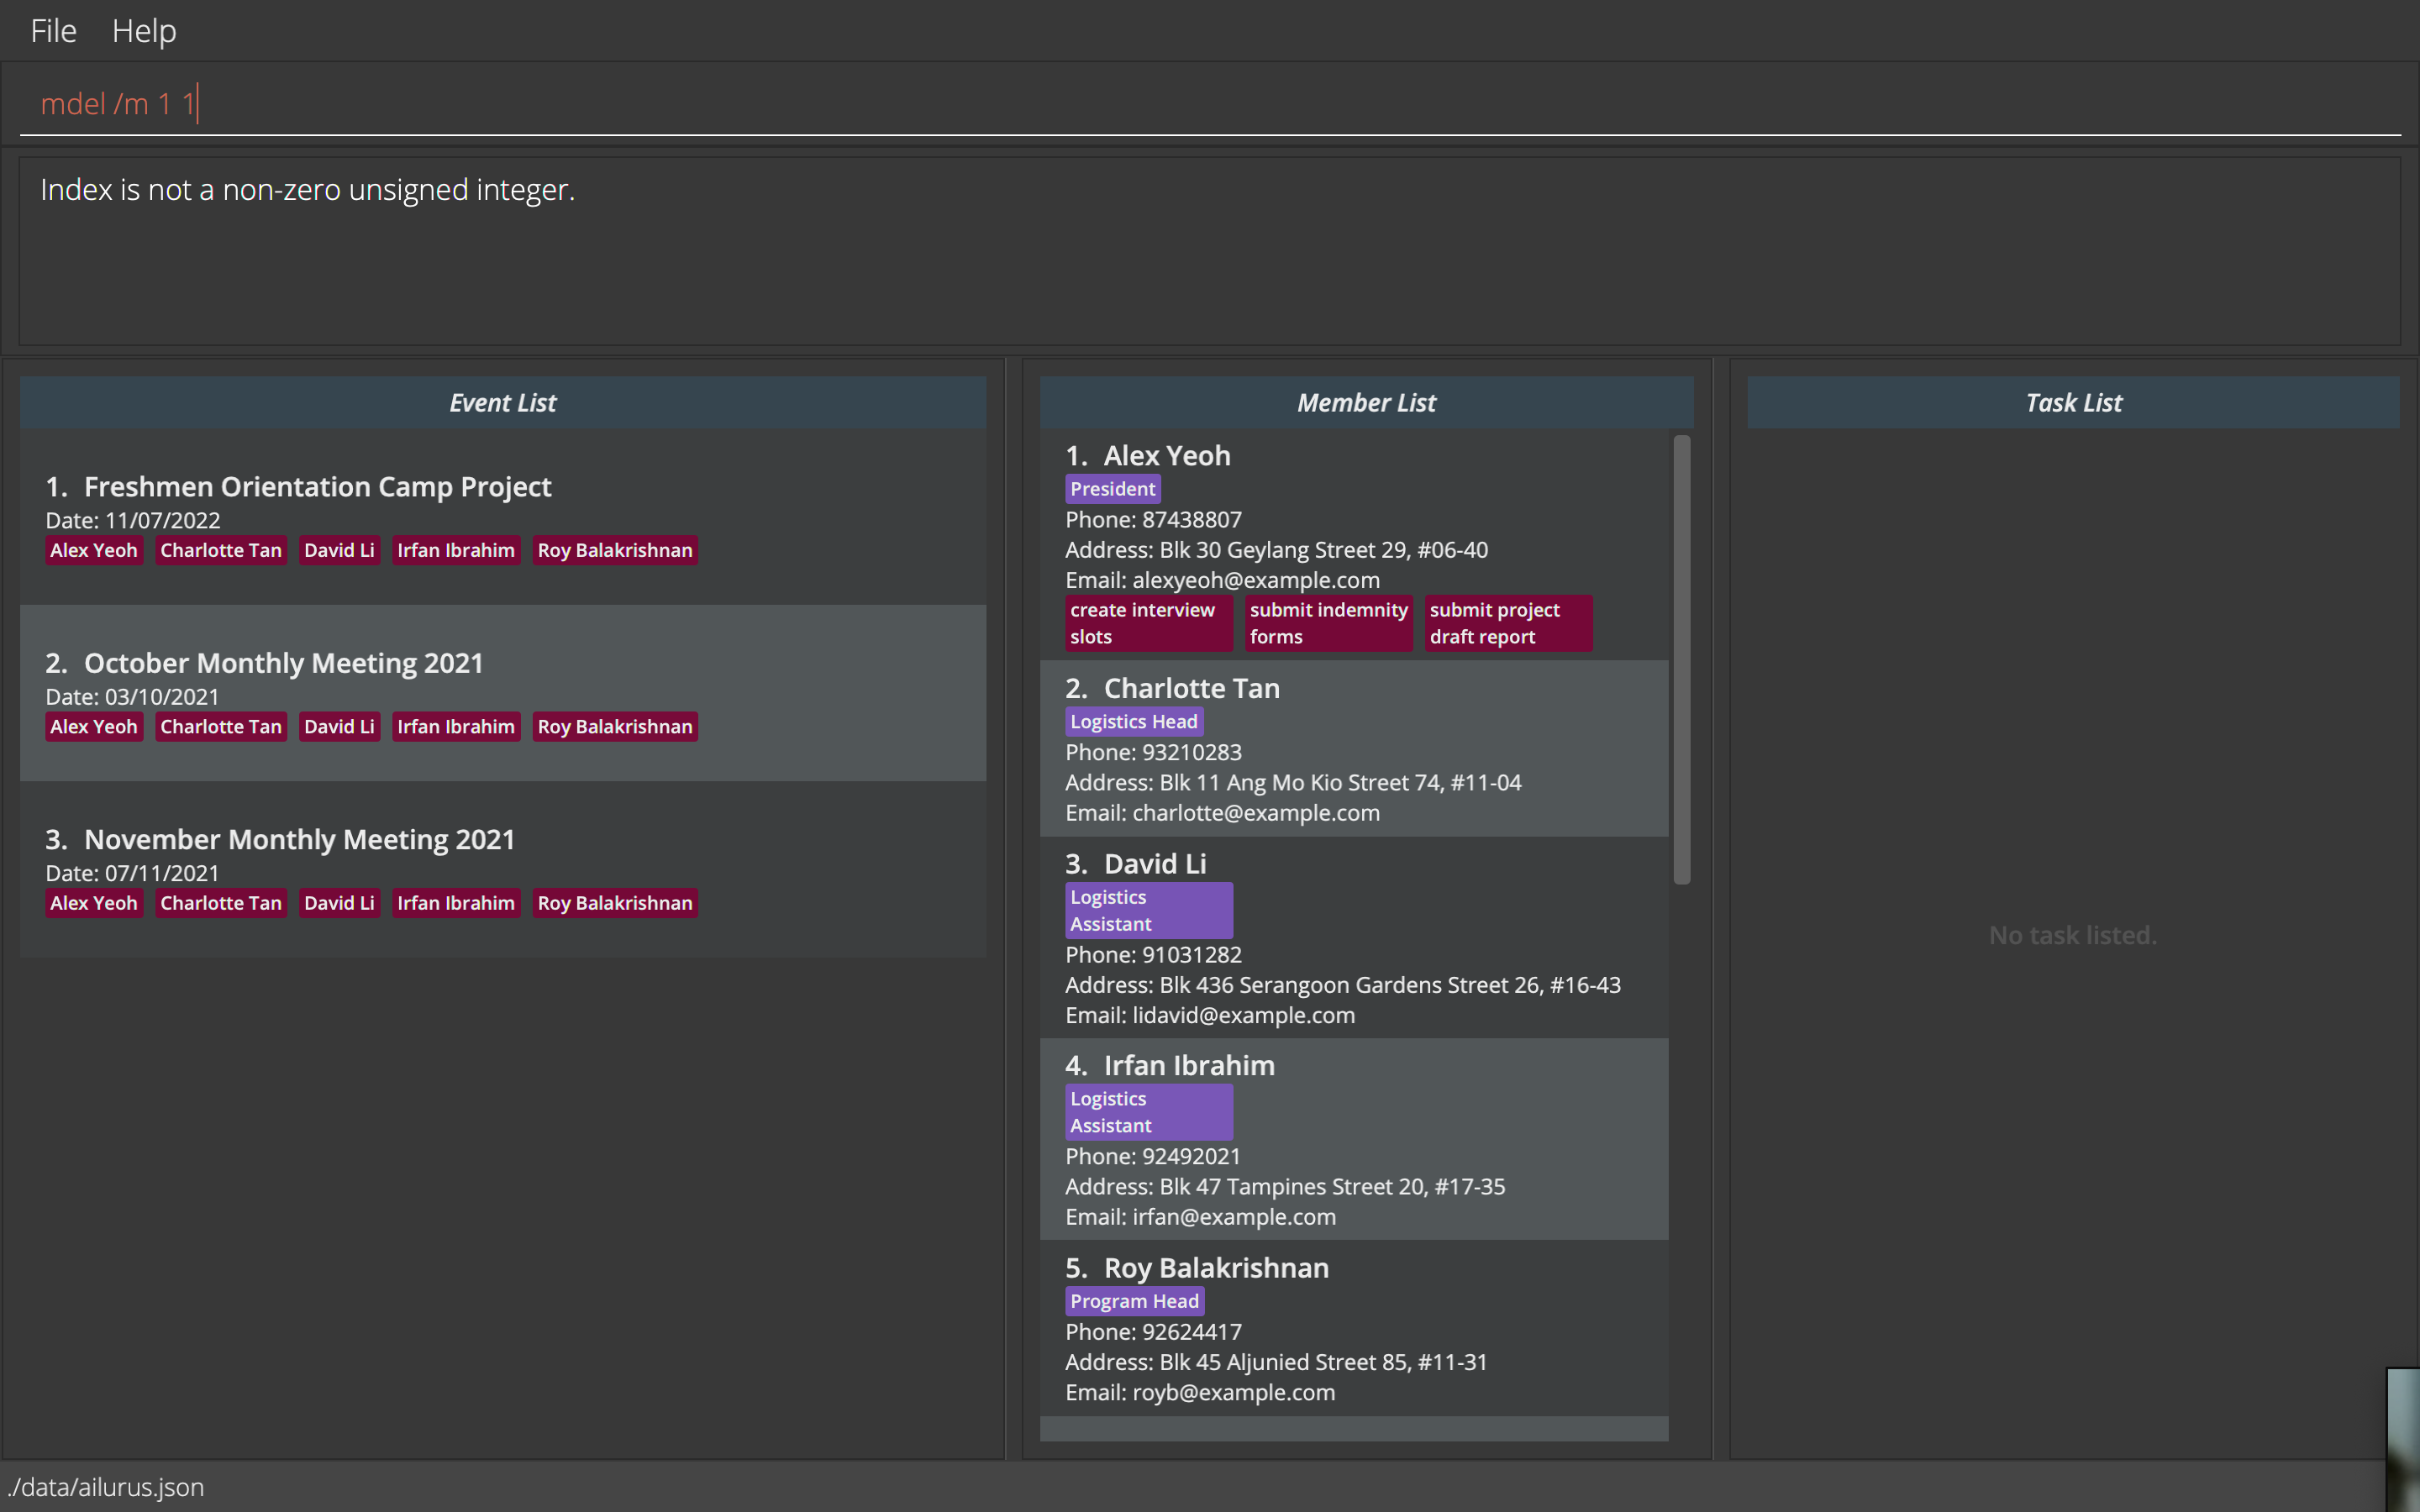 File Help
mdel /m 1 1
Index is not a non-zero unsigned integer.
Event List
1. Freshmen Orientation Camp Project
Date: 11/07/2022
Alex Yeoh Charlotte Tan David Li Irfan Ibrahim Roy Balakrishnan
2. October Monthly Meeting 2021
Date: 03/10/2021
Alex Yeoh Charlotte Tan David Li Irfan Ibrahim Roy Balakrishnan
3. November Monthly Meeting 2021
Date: 07/11/2021
Alex Yeoh Charlotte Tan David Li Irfan Ibrahim Roy Balakrishnan
Member List
1. Alex Yeoh
President
Phone: 87438807
Address: Blk 30 Geylang Street 29, #06-40
Email: alexyeoh@example.com
create interview slots
submit indemnity forms
submit project draft report
2. Charlotte Tan
Logistics Head
Phone: 93210283
Address: Blk 11 Ang Mo Kio Street 74, #11-04
Email: charlotte@example.com
3. David Li
Logistics
Assistant
Phone: 91031282
Address: Blk 436 Serangoon Gardens Street 26, #16-43
Email: lidavid@example.com
4. Irfan Ibrahim
Logistics
Assistant
Phone: 92492021
Address: Blk 47 Tampines Street 20, #17-35
Email: irfan@example.com
5. Roy Balakrishnan
Program Head
Phone: 92624417
Address: Blk 45 Aljunied Street 85, #11-31
Email: royb@example.com
Task List
No task listed.
./data/ailurus.json